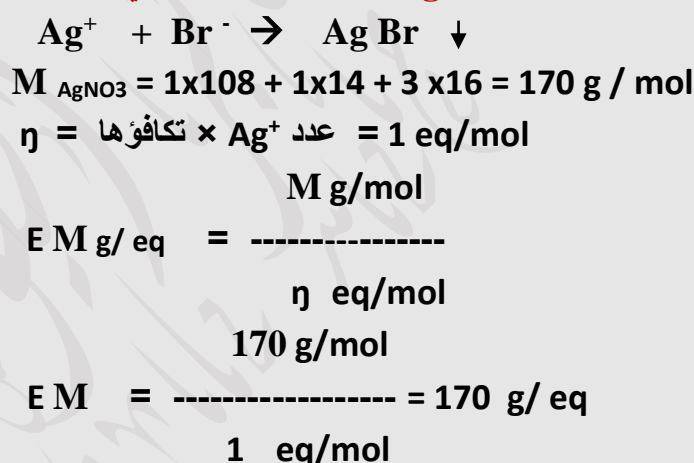 Ag⁺ + Br⁻ → Ag Br ↓
M AgNO3 = 1x108 + 1x14 + 3 x16 = 170 g / mol
ŋ = عدد Ag⁺ × تكافؤها = 1 eq/mol
M g/mol
E M g/ eq = ----------------
ŋ eq/mol
170 g/mol
E M = ------------------ = 170 g/ eq
1 eq/mol